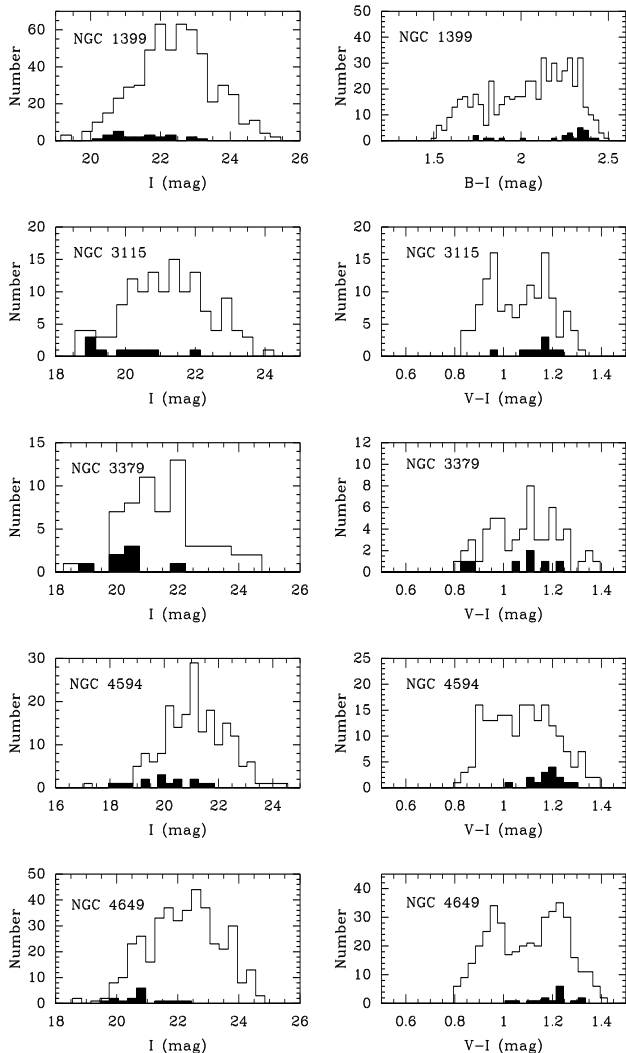 NGC 1399
Number
0 20 40 60
20 22 24 26
I (mag)
NGC 1399
Number
0 10 20 30 40 50
1.5 2 2.5
B−I (mag)
NGC 3115
Number
0 5 10 15 20
18 20 22 24
I (mag)
NGC 3115
Number
0 5 10 15 20
0.6 0.8 1 1.2 1.4
V−I (mag)
NGC 3379
Number
0 5 10 15
18 20 22 24 26
I (mag)
NGC 3379
Number
0 2 4 6 8 10 12
0.6 0.8 1 1.2 1.4
V−I (mag)
NGC 4594
Number
0 10 20 30
16 18 20 22 24
I (mag)
NGC 4594
Number
0 5 10 15 20 25
0.6 0.8 1 1.2 1.4
V−I (mag)
NGC 4649
Number
0 10 20 30 40 50
18 20 22 24 26
I (mag)
NGC 4649
Number
0 10 20 30 40
0.6 0.8 1 1.2 1.4
V−I (mag)